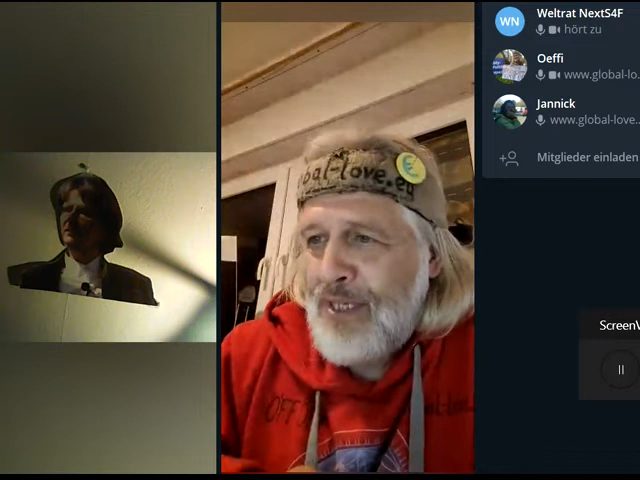 WN
Weltrat NextS4F
hört zu
Oeffi
www.global-lo...
Jannick
www.global-love...
Mitglieder einladen
ScreenV
bal-love.eu